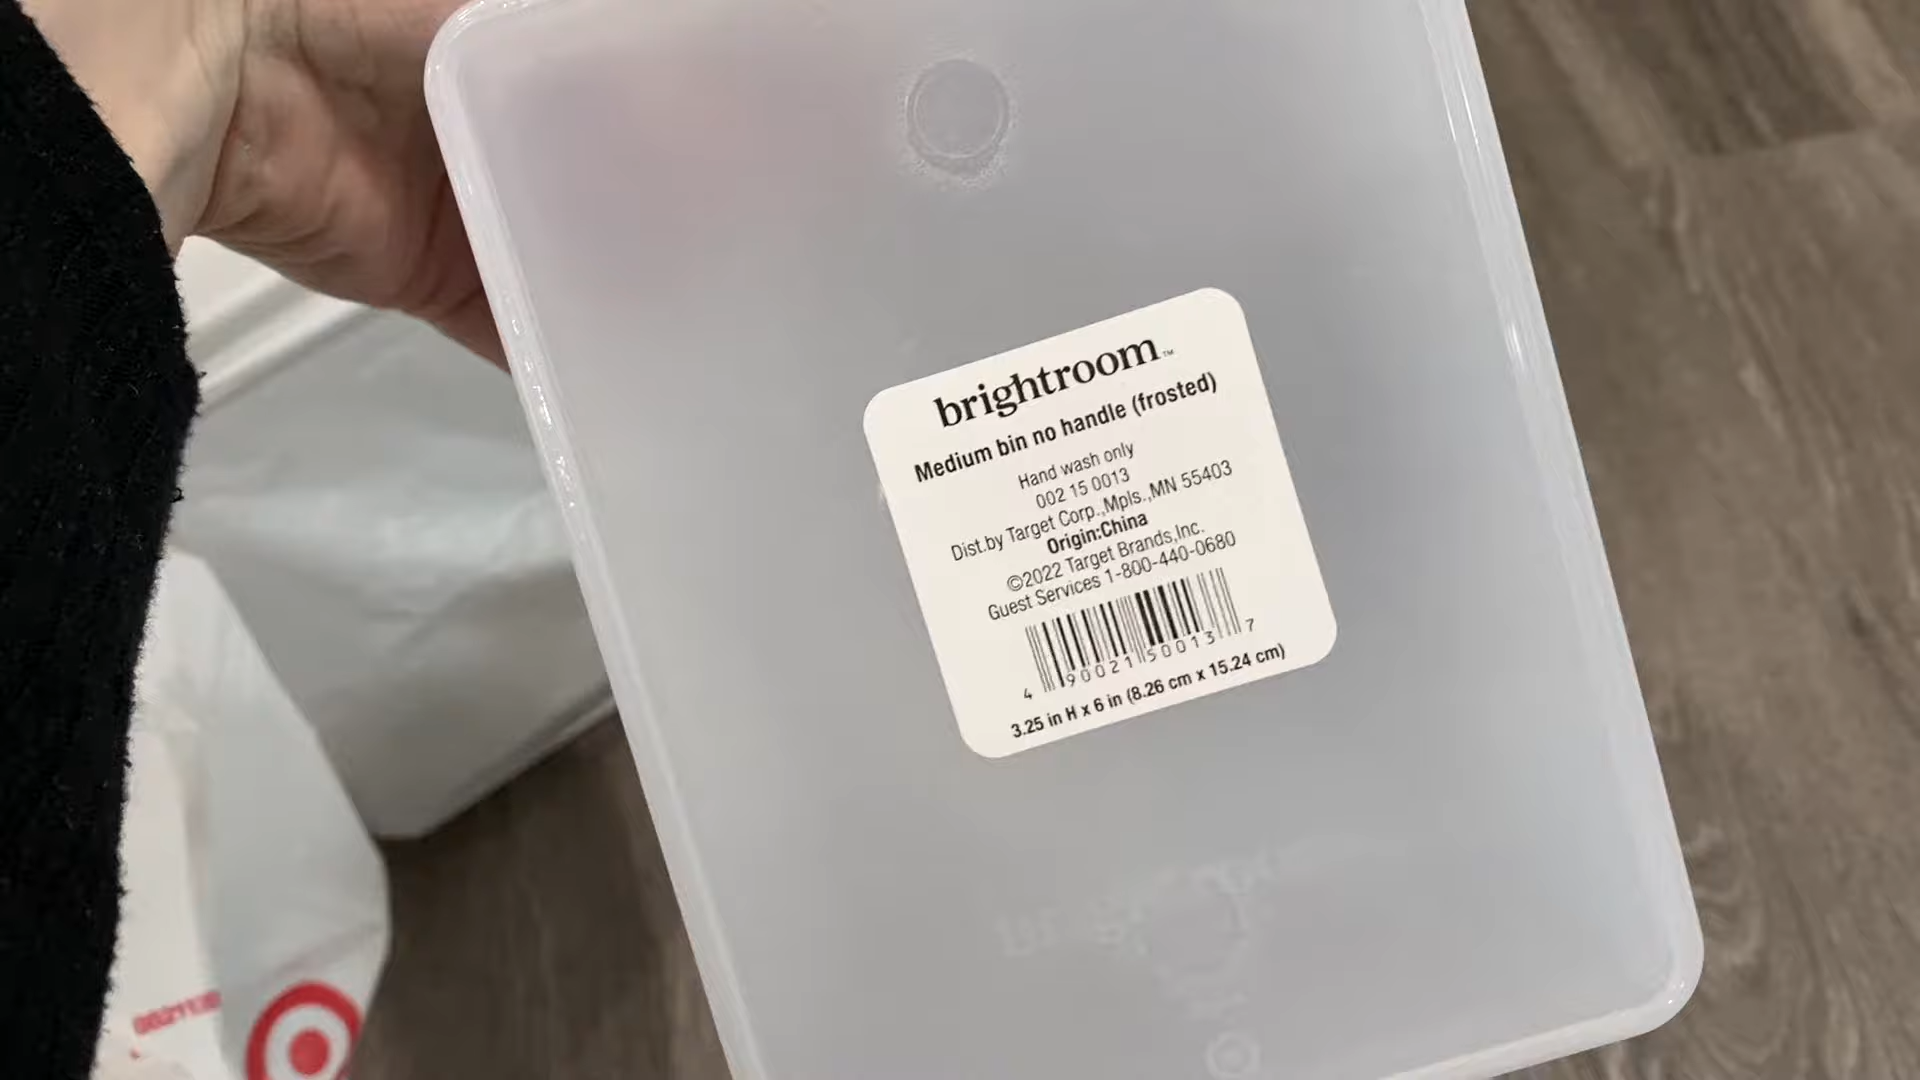 brightroom™
Medium bin no handle (frosted)
Hand wash only
002 15 0013
Dist.by Target Corp.,Mpls.,MN 55403
Origin:China
©2022 Target Brands,Inc.
Guest Services 1-800-440-0680
4 90021 50013 7
3.25 in H x 6 in (8.26 cm x 15.24 cm)